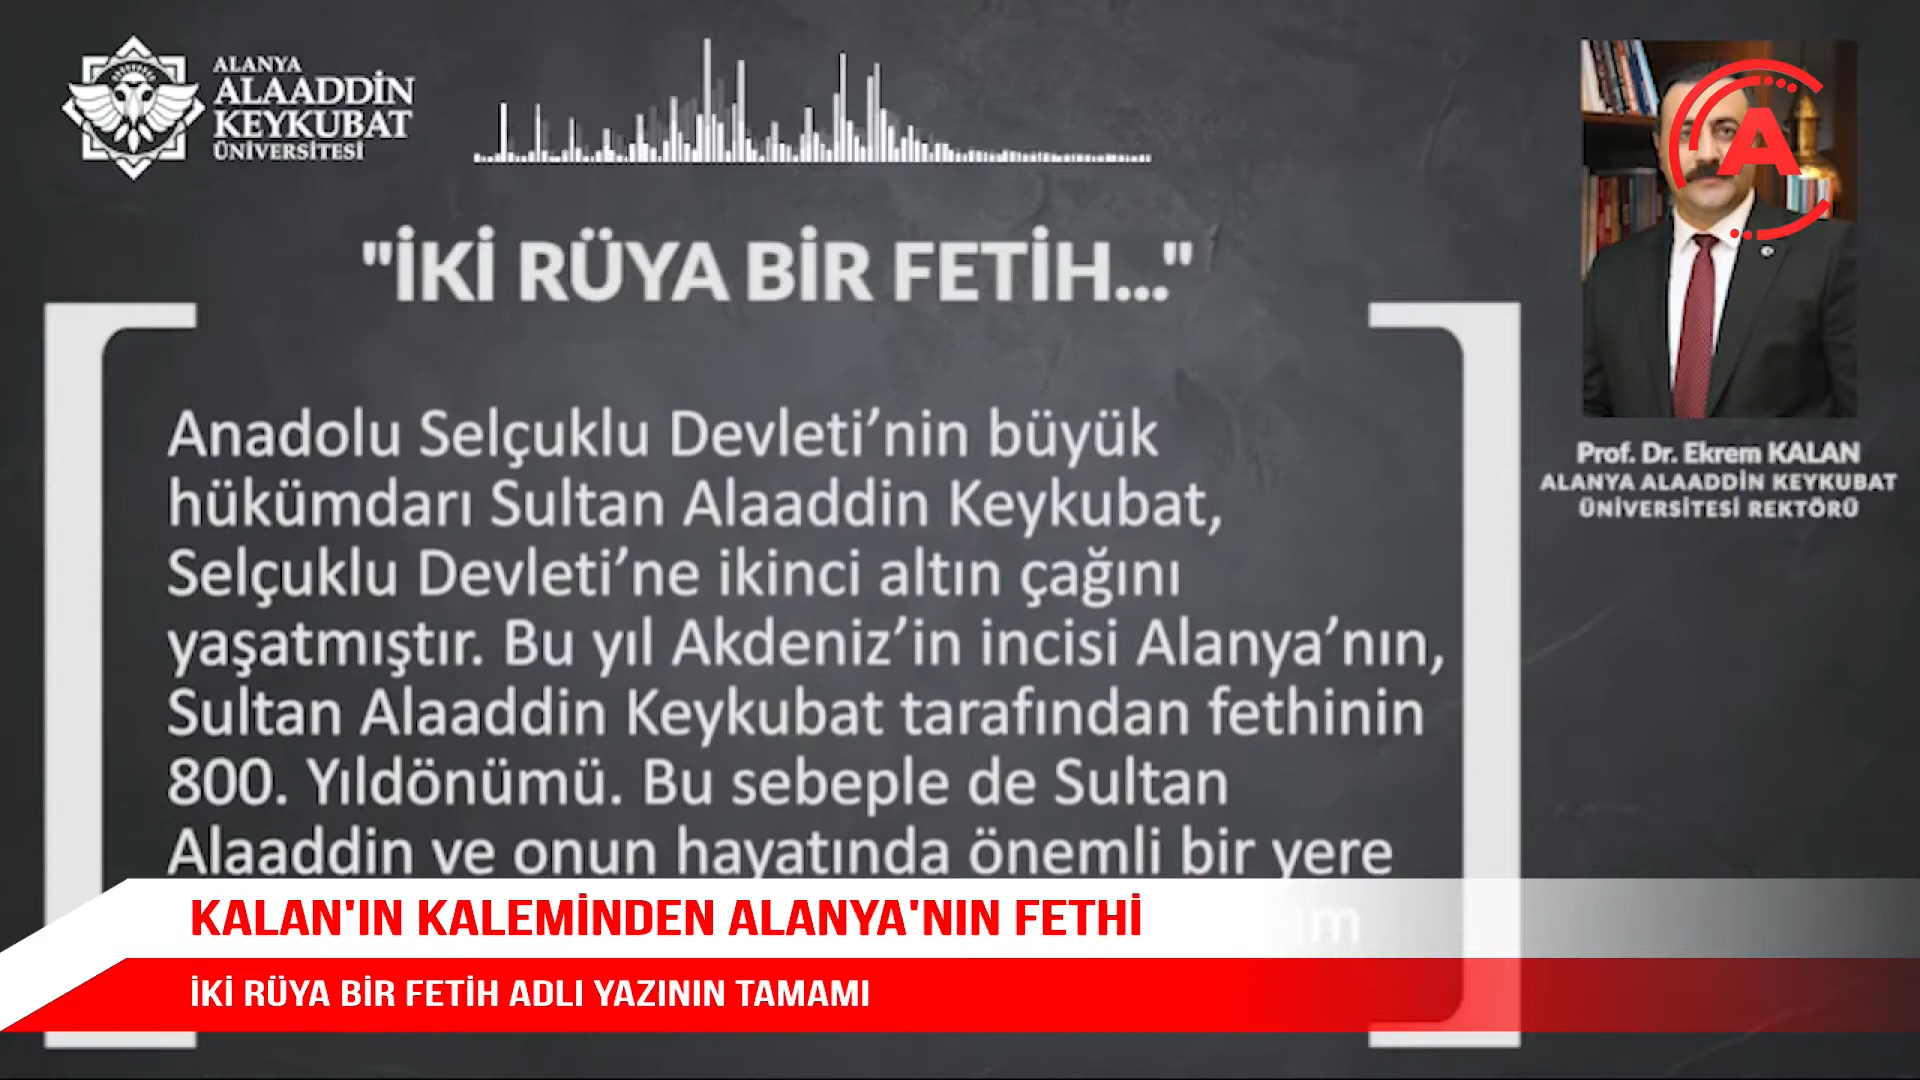 ALANYA
ALAADDİN
KEYKUBAT
ÜNİVERSİTESİ
"İKİ RÜYA BİR FETİH..."
Anadolu Selçuklu Devleti’nin büyük
hükümdarı Sultan Alaaddin Keykubat,
Selçuklu Devleti’ne ikinci altın çağını
yaşatmıştır. Bu yıl Akdeniz’in incisi Alanya’nın,
Sultan Alaaddin Keykubat tarafından fethinin
800. Yıldönümü. Bu sebeple de Sultan
Alaaddin ve onun hayatında önemli bir yere
A
Prof. Dr. Ekrem KALAN
ALANYA ALAADDİN KEYKUBAT
ÜNİVERSİTESİ REKTÖRÜ
KALAN'IN KALEMİNDEN ALANYA'NIN FETHİ
İKİ RÜYA BİR FETİH ADLI YAZININ TAMAMI